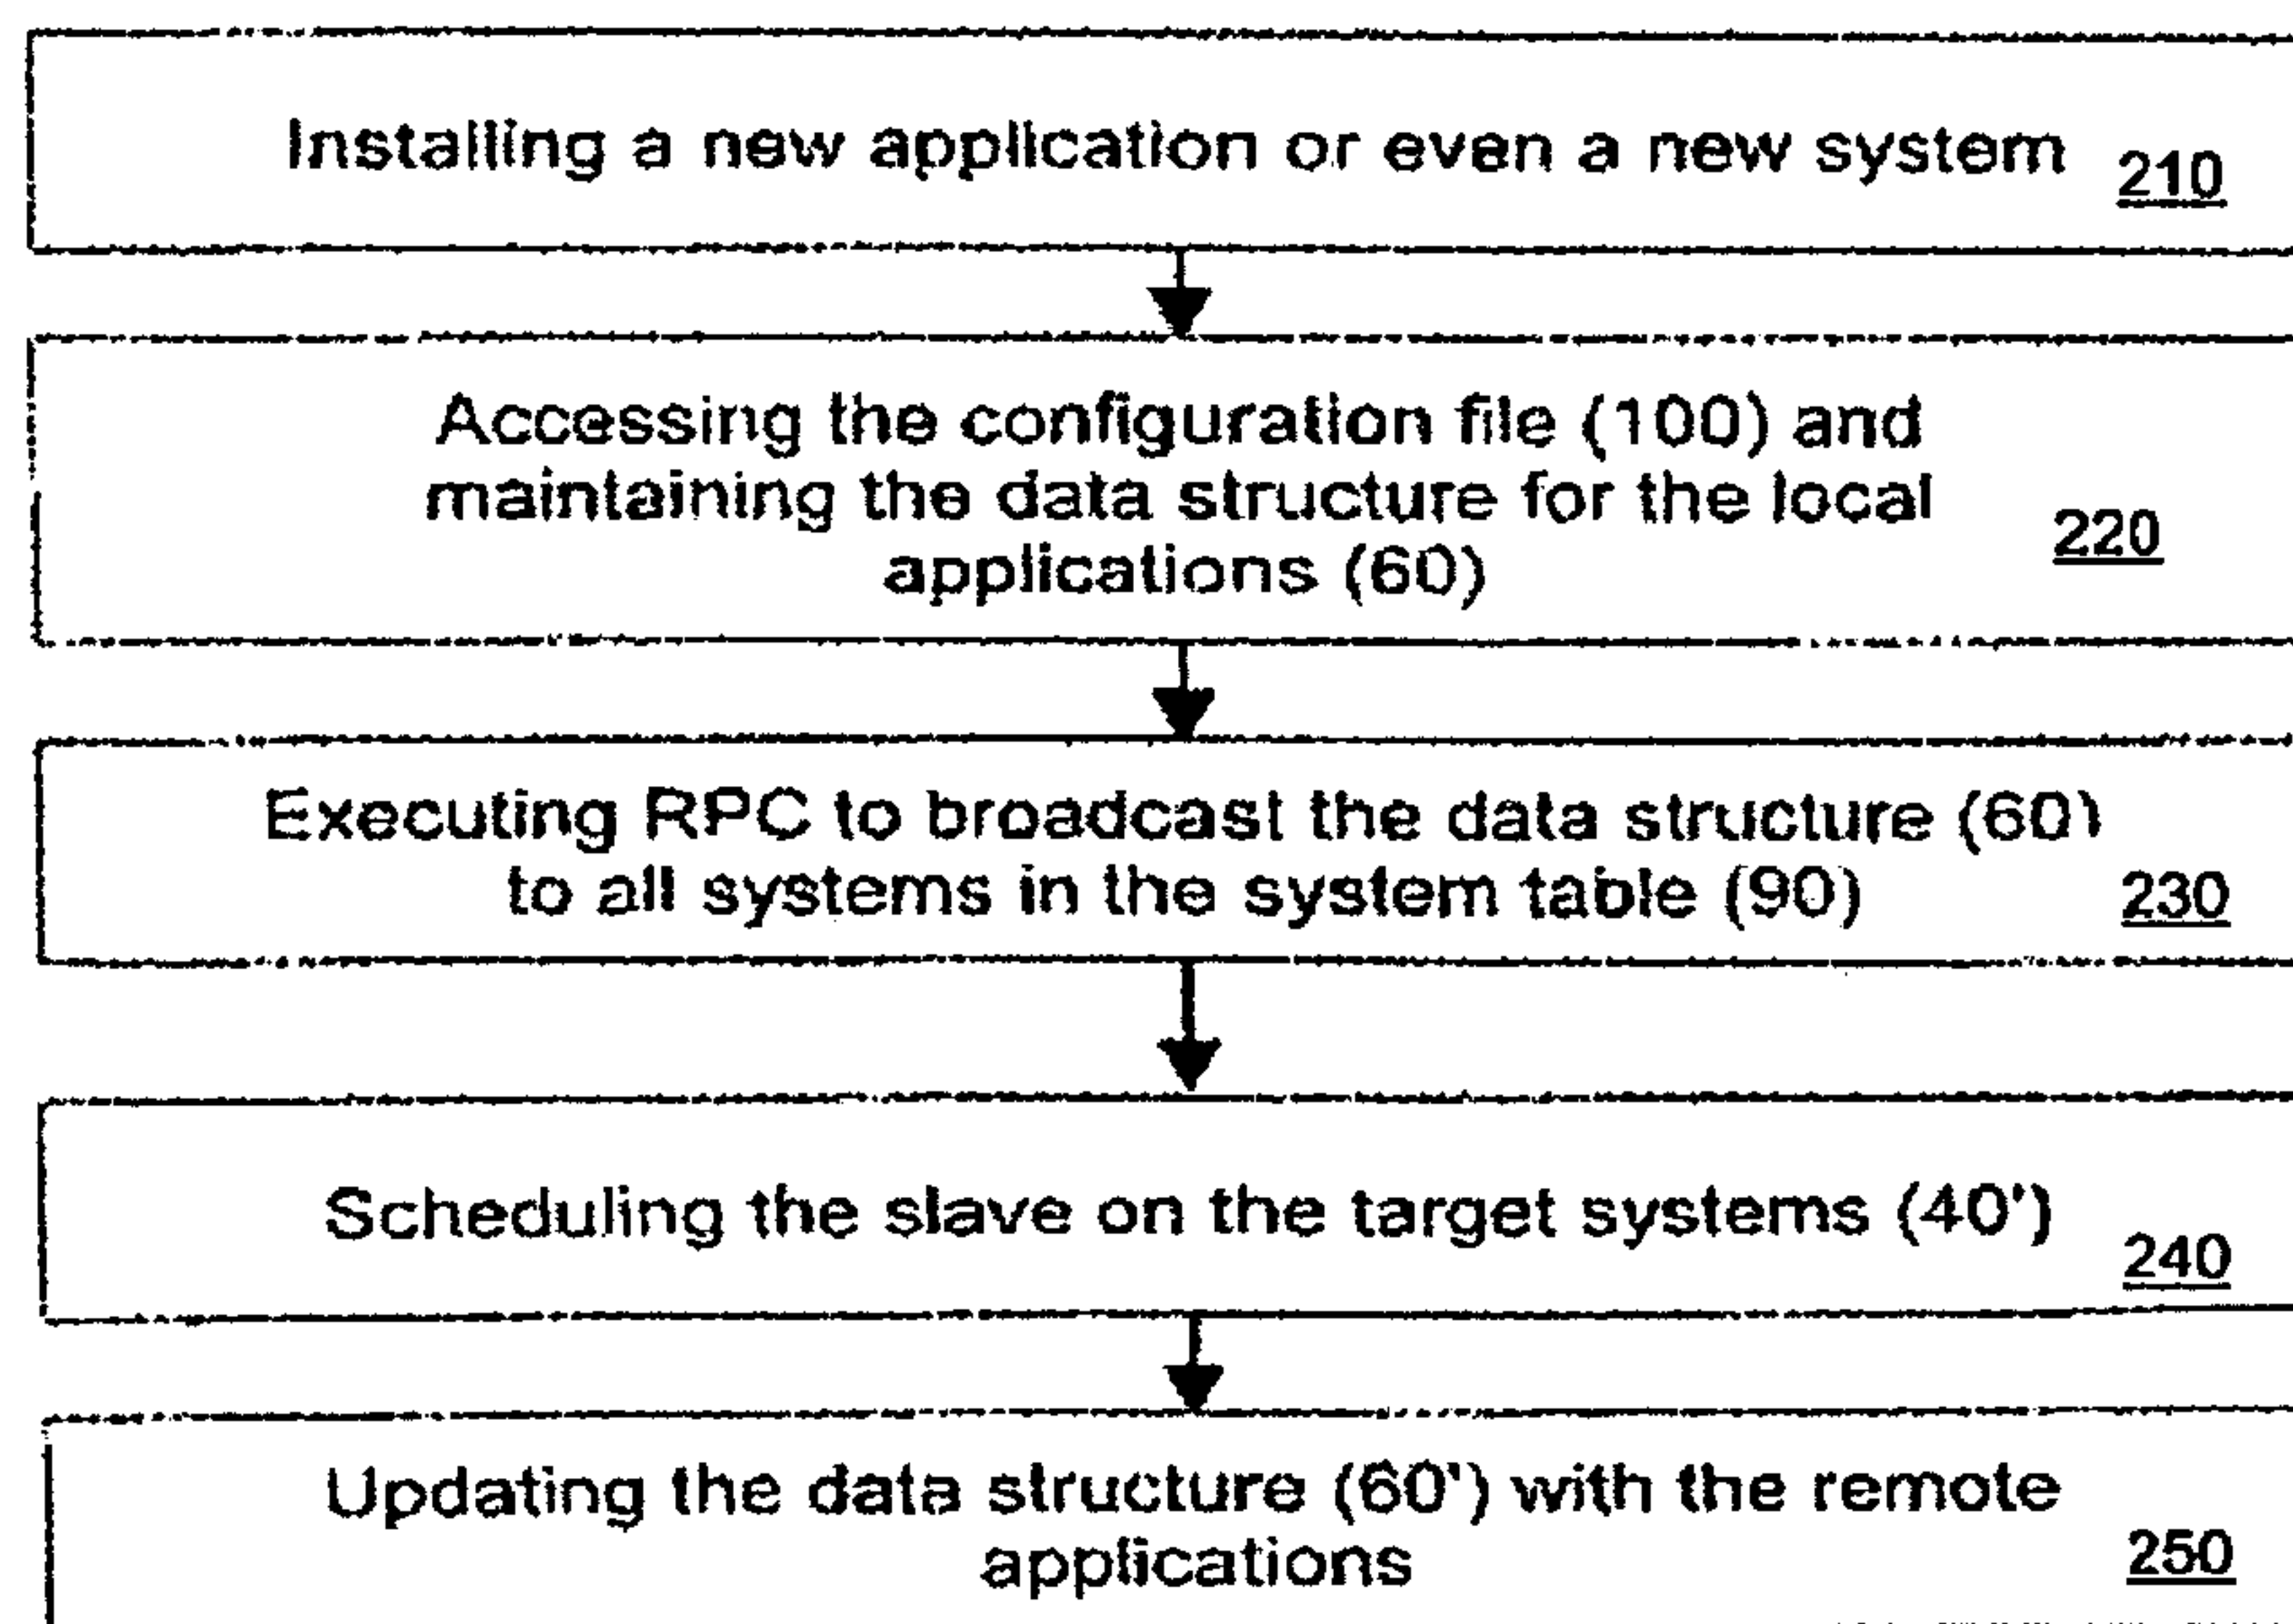 Installing a new application or even a new system
210
Accessing the configuration file (100) and
maintaining the data structure for the local
applications (60)
220
Executing RPC to broadcast the data structure (60)
to all systems in the system table (90)
230
Scheduling the slave on the target systems (40')
240
Updating the data structure (60') with the remote
applications
250